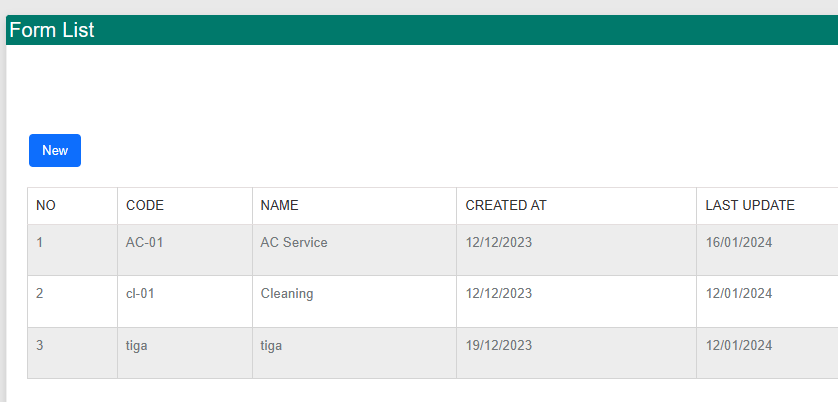 Form List
New
NO CODE NAME CREATED AT LAST UPDATE
1 AC-01 AC Service 12/12/2023 16/01/2024
2 cl-01 Cleaning 12/12/2023 12/01/2024
3 tiga tiga 19/12/2023 12/01/2024